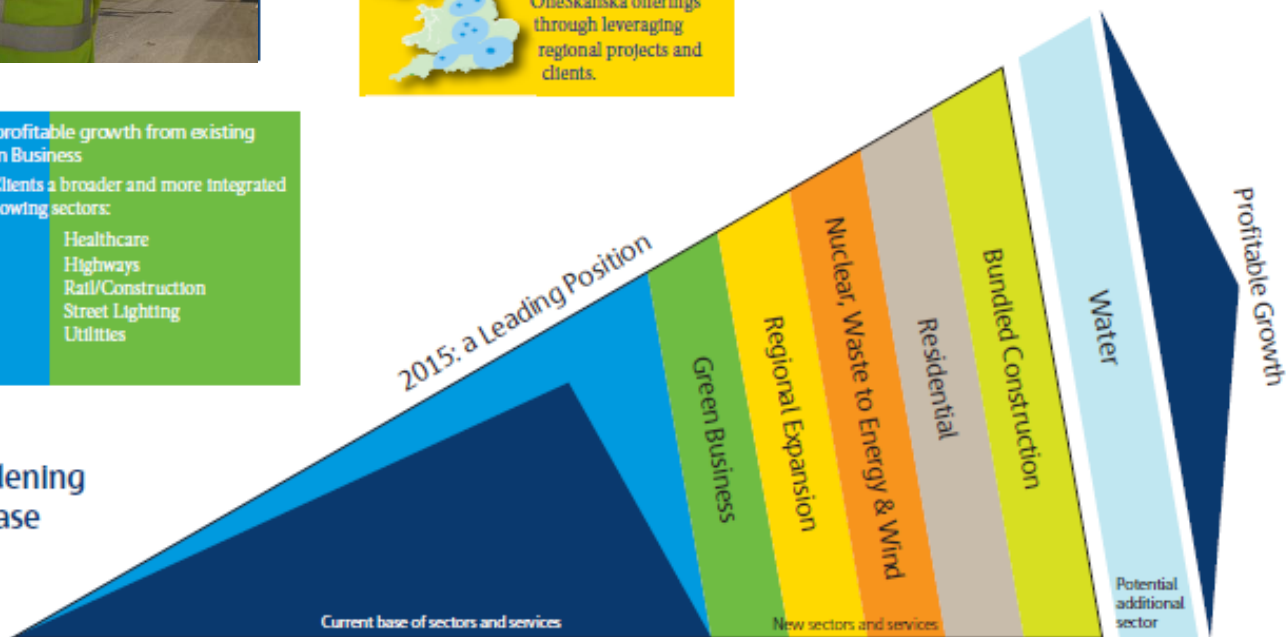 OneSkanska offerings
through leveraging
regional projects and
clients.
profitable growth from existing
n Business
Clients a broader and more integrated
owing sectors:
Healthcare
Highways
Rail/Construction
Street Lighting
Utilities
dening
ase
2015: a Leading Position
Green Business
Regional Expansion
Nuclear, Waste to Energy & Wind
Residential
Bundled Construction
Water
Profitable Growth
Current base of sectors and services
New sectors and services
Potential
additional
sector